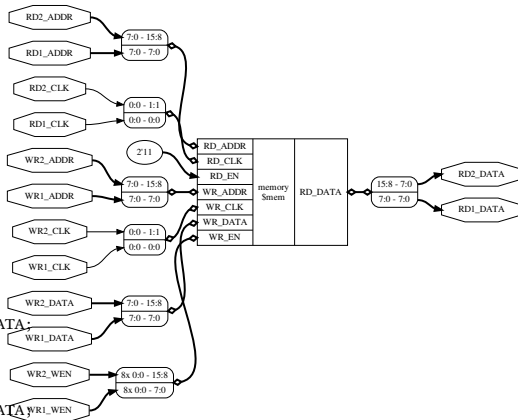 RD2_ADDR
7:0 - 15:8
RD1_ADDR
7:0 - 7:0
RD2_CLK
0:0 - 1:1
RD1_CLK
0:0 - 0:0
2'11
RD_ADDR
RD_CLK
RD_EN
WR_ADDR
WR_CLK
WR_DATA
WR_EN
memory
$mem
RD_DATA
15:8 - 7:0
7:0 - 7:0
RD2_DATA
RD1_DATA
WR2_ADDR
7:0 - 15:8
WR1_ADDR
7:0 - 7:0
WR2_CLK
0:0 - 1:1
WR1_CLK
0:0 - 0:0
WR2_DATA
7:0 - 15:8
ATA;
WR1_DATA
7:0 - 7:0
WR2_WEN
8x 0:0 - 15:8
8x 0:0 - 7:0
ATA;
WR1_WEN